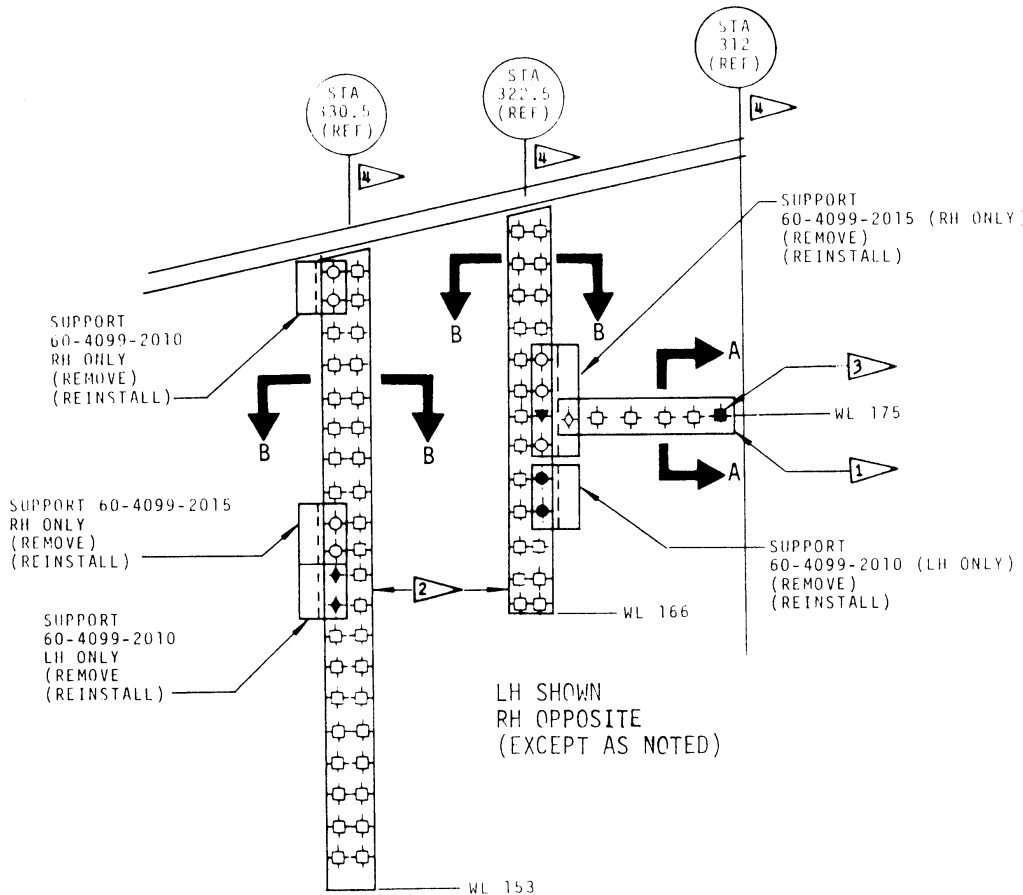 STA
312
(REF)
STA
322.5
(REF)
STA
330.5
(REF)
4
4
4
SUPPORT
60-4099-2015 (RH ONLY)
(REMOVE)
(REINSTALL)
SUPPORT
60-4099-2010
RH ONLY
(REMOVE)
(REINSTALL)
B
B
B
B
A
A
3
WL 175
1
SUPPORT 60-4099-2015
RH ONLY
(REMOVE)
(REINSTALL)
SUPPORT
60-4099-2010 (LH ONLY)
(REMOVE)
(REINSTALL)
2
WL 166
SUPPORT
60-4099-2010
LH ONLY
(REMOVE
(REINSTALL)
LH SHOWN
RH OPPOSITE
(EXCEPT AS NOTED)
WL 153